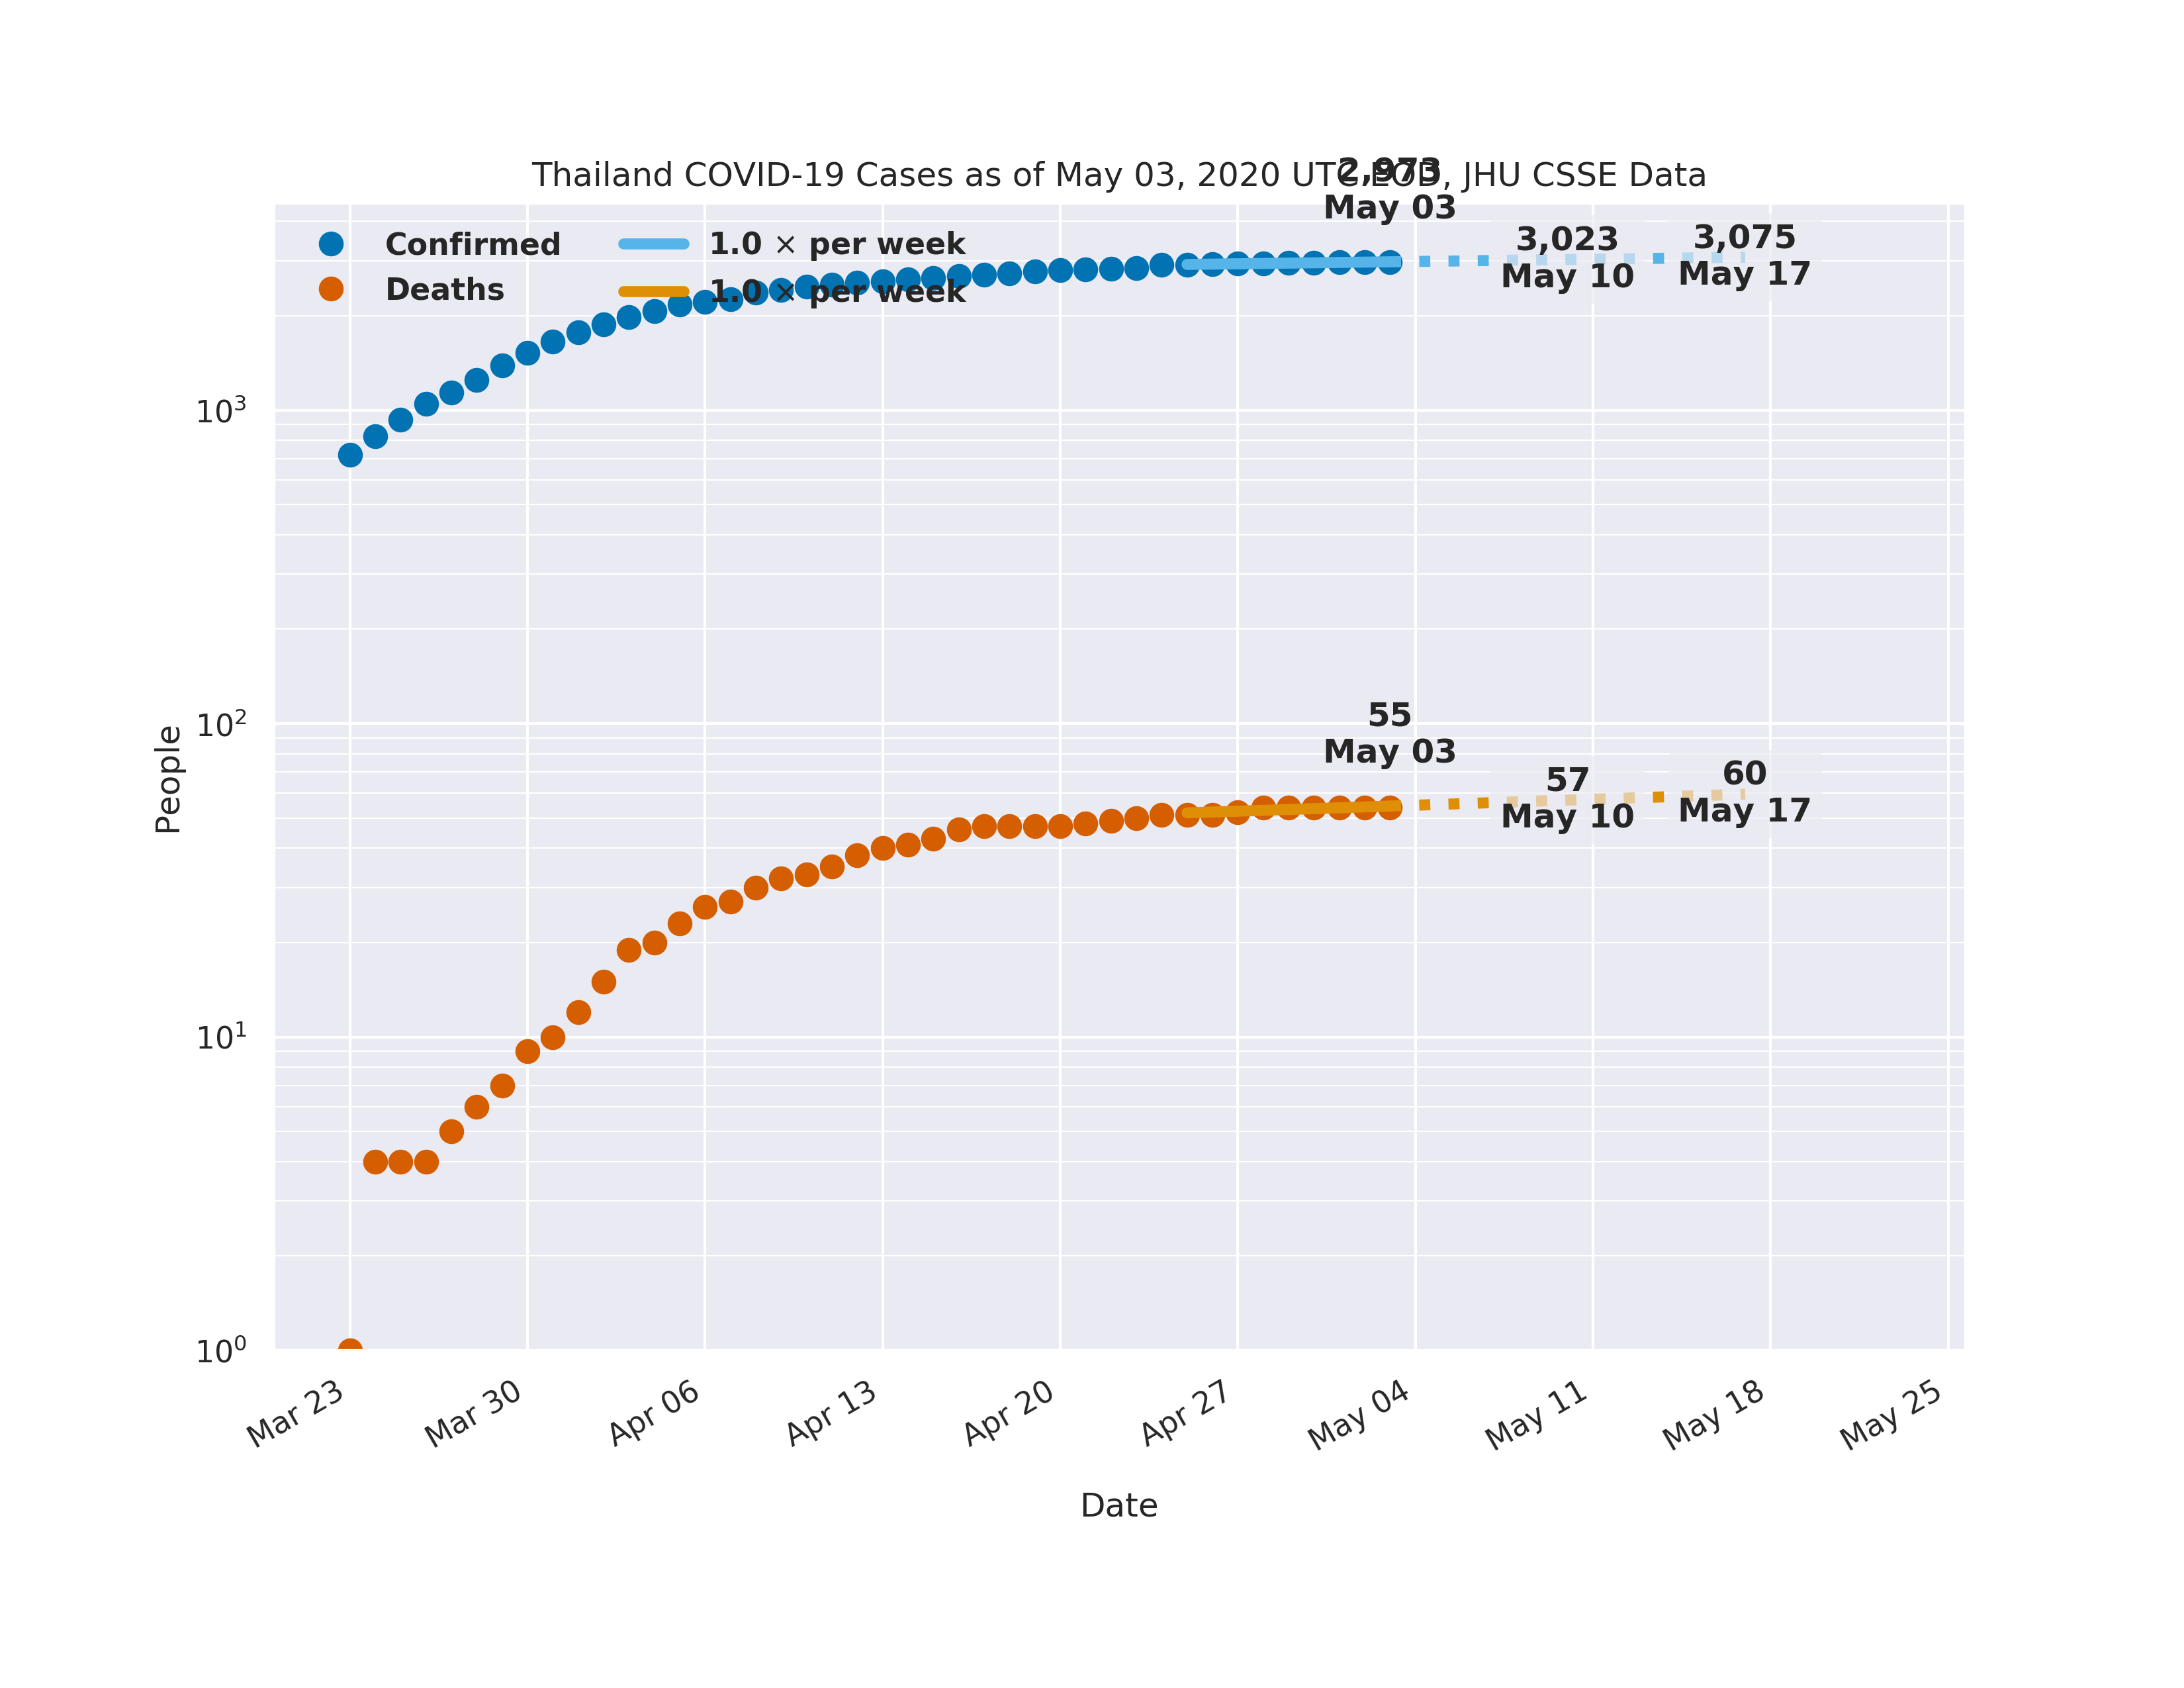 Thailand COVID-19 Cases as of May 03, 2020 UTC EOD, JHU CSSE Data
2,973
May 03
Confirmed
Deaths
1.0 × per week
1.0 × per week
3,023
May 10
3,075
May 17
55
May 03
57
May 10
60
May 17
People
10³
10²
10¹
10⁰
Mar 23
Mar 30
Apr 06
Apr 13
Apr 20
Apr 27
May 04
May 11
May 18
May 25
Date